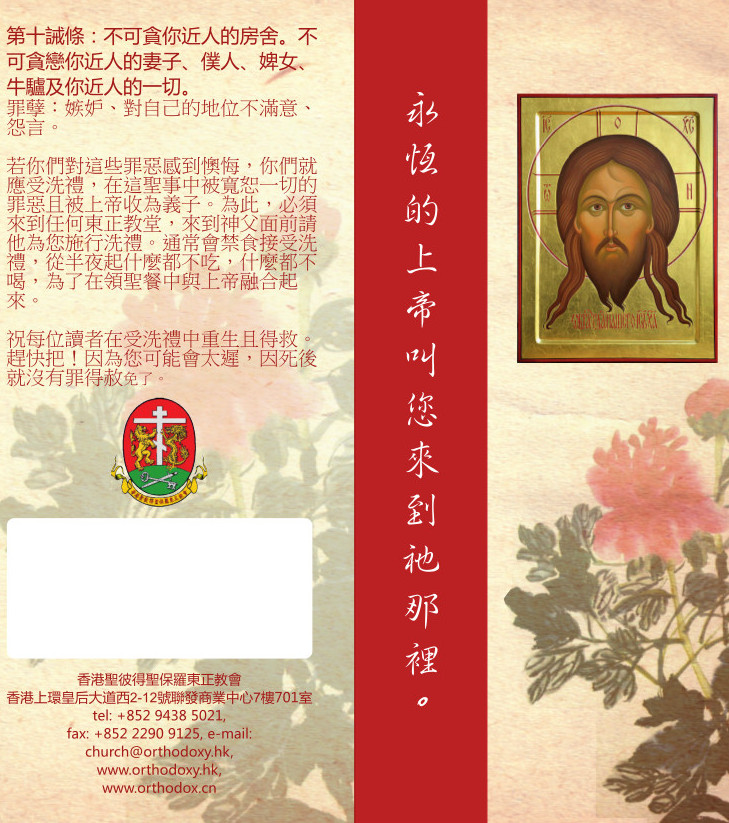 第十誡條：不可貪你近人的房舍。不
可貪戀你近人的妻子、僕人、婢女、
牛驢及你近人的一切。
罪孽：嫉妒、對自己的地位不滿意、
怨言。
若你們對這些罪惡感到懊悔，你們就
應受洗禮，在這聖事中被寬恕一切的
罪惡且被上帝收為義子。為此，必須
來到任何東正教堂，來到神父面前請
他為您施行洗禮。通常會禁食接受洗
禮，從半夜起什麼都不吃，什麼都不
喝，為了在領聖餐中與上帝融合起
來。
祝每位讀者在受洗禮中重生且得救。
趕快把！因為您可能會太遲，因死後
就沒有罪得赦免了。
香港聖彼得聖保羅東正教會
香港上環皇后大道西2-12號聯發商業中心7樓701室
tel: +852 9438 5021,
fax: +852 2290 9125, e-mail:
church@orthodoxy.hk,
www.orthodoxy.hk,
www.orthodox.cn
永恆的上帝叫您來到祂那裡。
IC
O
XC
Ѿ
Н